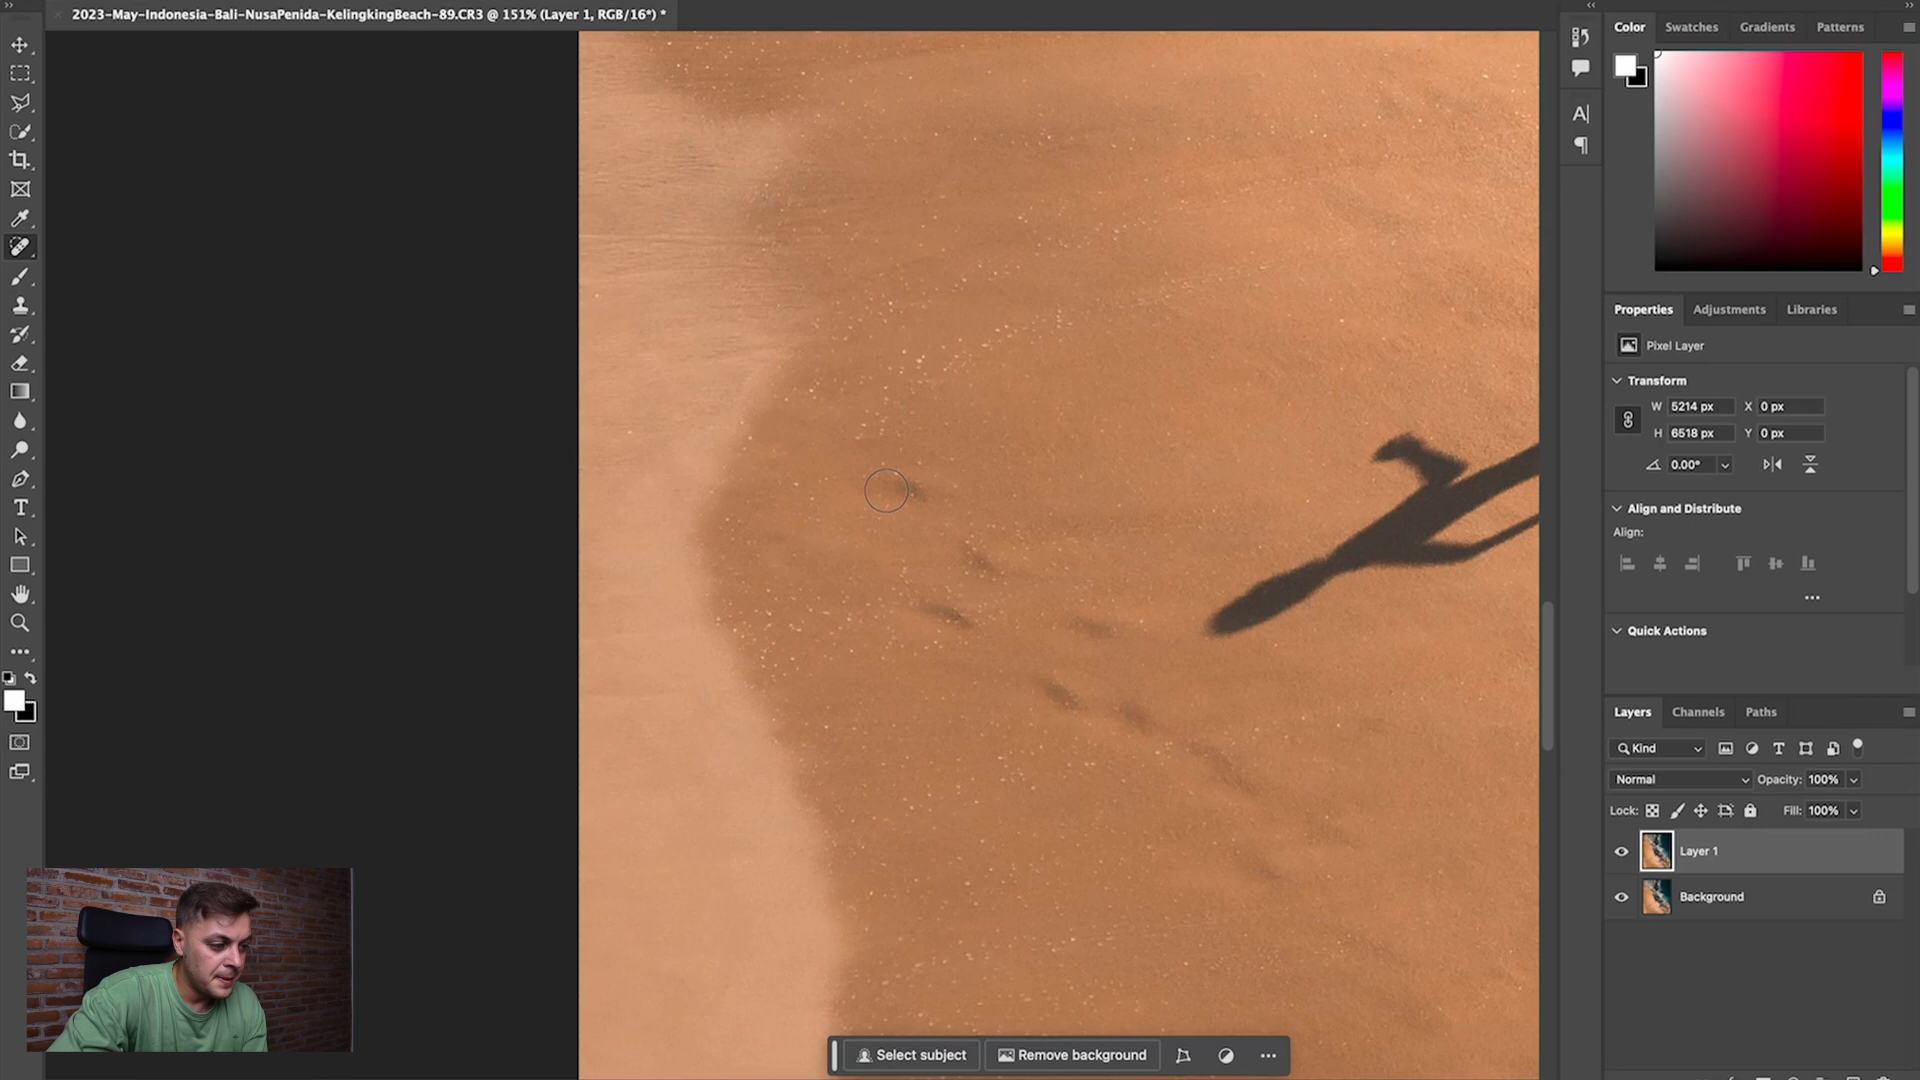 2023-May-Indonesia-Bali-NusaPenida-KelingkingBeach-89.CR3 @ 151% (Layer 1, RGB/16*) *
Color Swatches Gradients Patterns
Properties Adjustments Libraries
Pixel Layer
Transform
W 5214 px X 0 px
H 6518 px Y 0 px
0.00°
Align and Distribute
Align:
Quick Actions
Layers Channels Paths
Kind
Normal Opacity: 100%
Lock: Fill: 100%
Layer 1
Background
Select subject Remove background